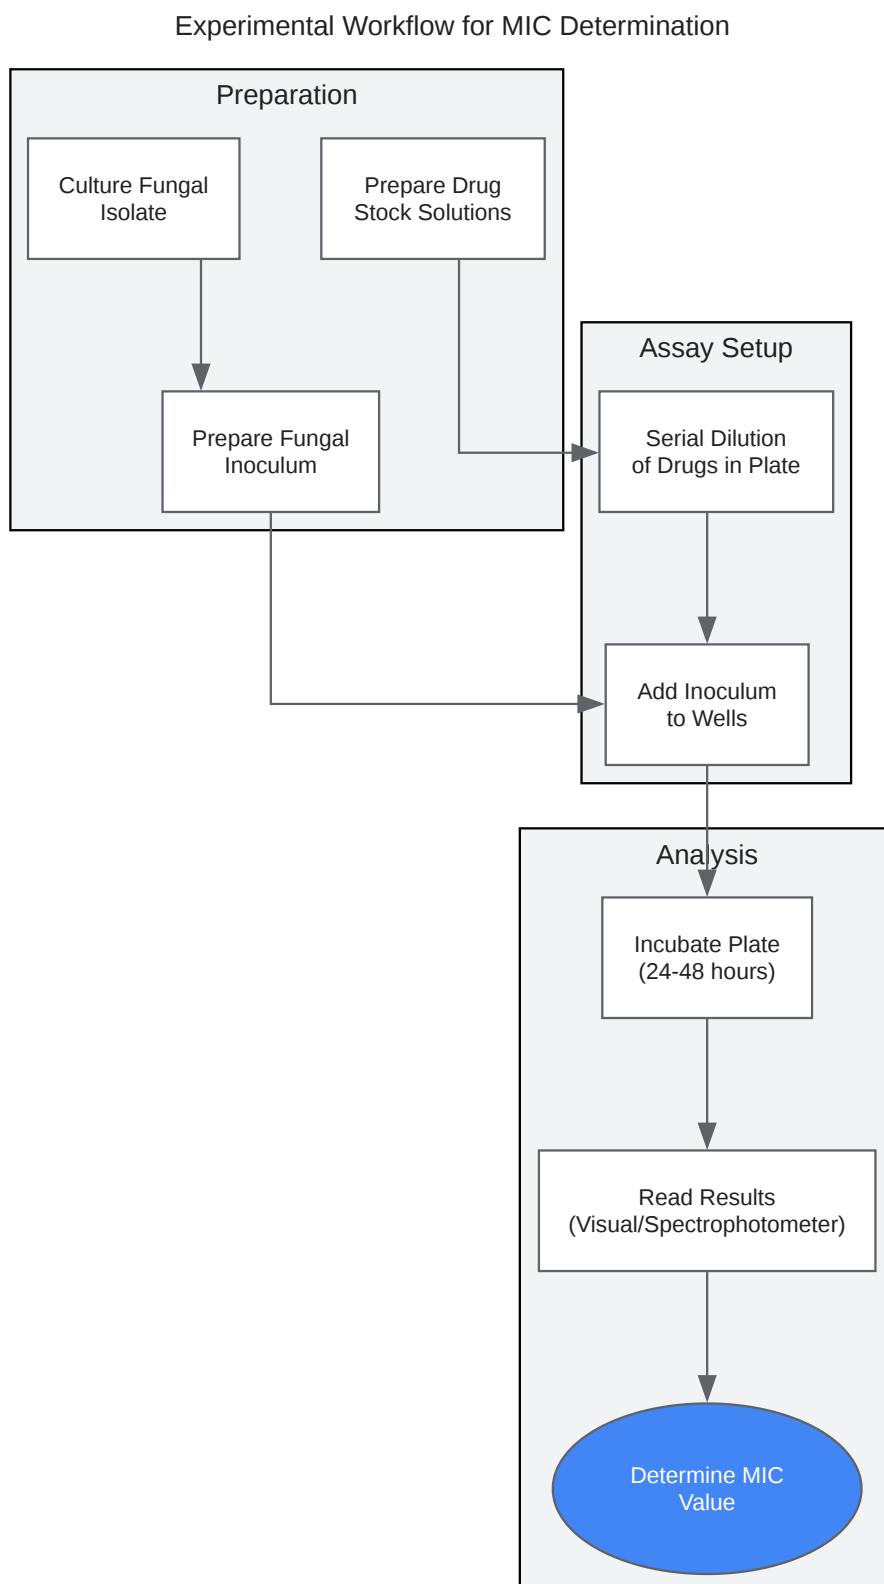 Experimental Workflow for MIC Determination
Preparation
Culture Fungal
Isolate
Prepare Drug
Stock Solutions
Prepare Fungal
Inoculum
Assay Setup
Serial Dilution
of Drugs in Plate
Add Inoculum
to Wells
Analysis
Incubate Plate
(24-48 hours)
Read Results
(Visual/Spectrophotometer)
Determine MIC
Value